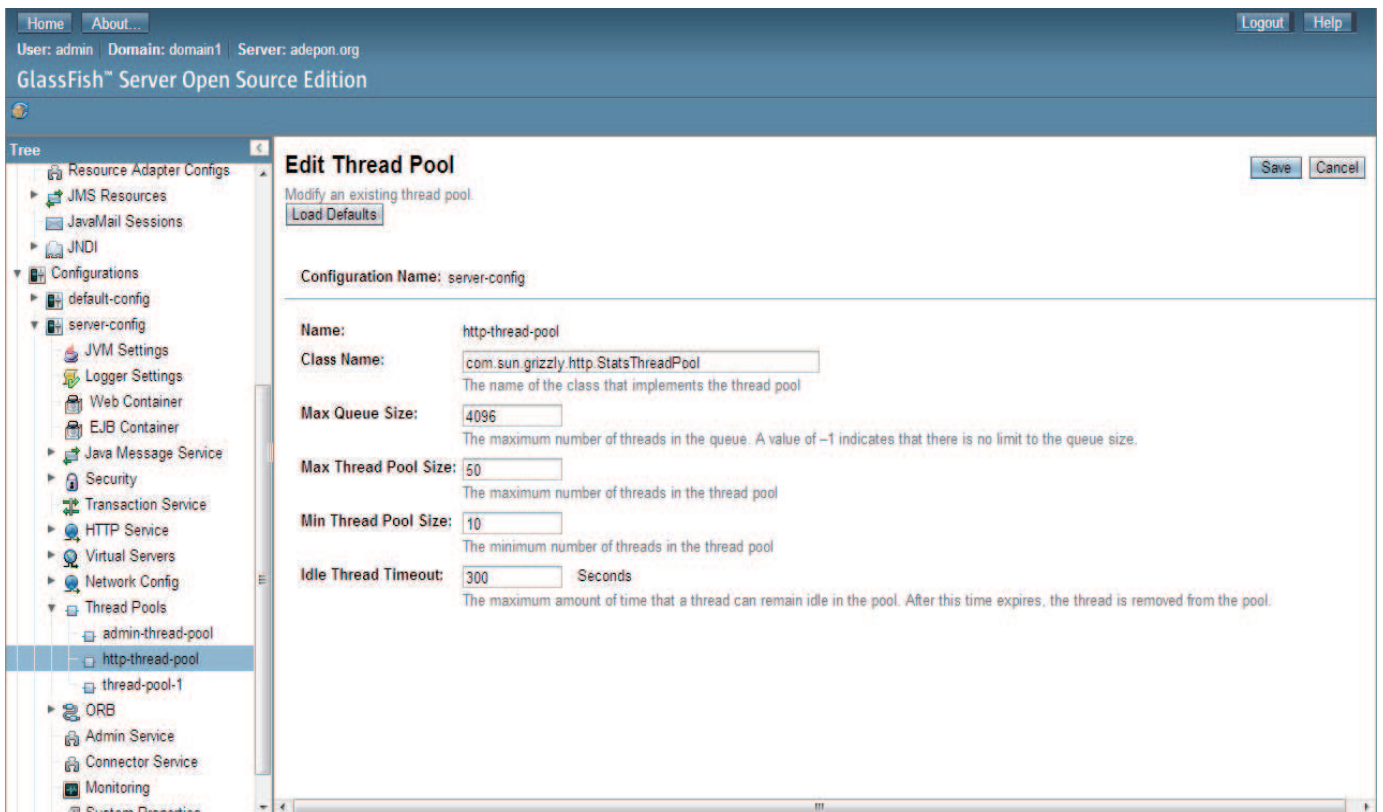 Home About... Logout Help
User: admin Domain: domain1 Server: adepon.org
GlassFish™ Server Open Source Edition
Tree
Resource Adapter Configs
JMS Resources
JavaMail Sessions
JNDI
Configurations
default-config
server-config
JVM Settings
Logger Settings
Web Container
EJB Container
Java Message Service
Security
Transaction Service
HTTP Service
Virtual Servers
Network Config
Thread Pools
admin-thread-pool
http-thread-pool
thread-pool-1
ORB
Admin Service
Connector Service
Monitoring
System Properties
Edit Thread Pool
Save Cancel
Modify an existing thread pool.
Load Defaults
Configuration Name: server-config
Name: http-thread-pool
Class Name: com.sun.grizzly.http.StatsThreadPool
The name of the class that implements the thread pool
Max Queue Size: 4096
The maximum number of threads in the queue. A value of –1 indicates that there is no limit to the queue size.
Max Thread Pool Size: 50
The maximum number of threads in the thread pool
Min Thread Pool Size: 10
The minimum number of threads in the thread pool
Idle Thread Timeout: 300 Seconds
The maximum amount of time that a thread can remain idle in the pool. After this time expires, the thread is removed from the pool.